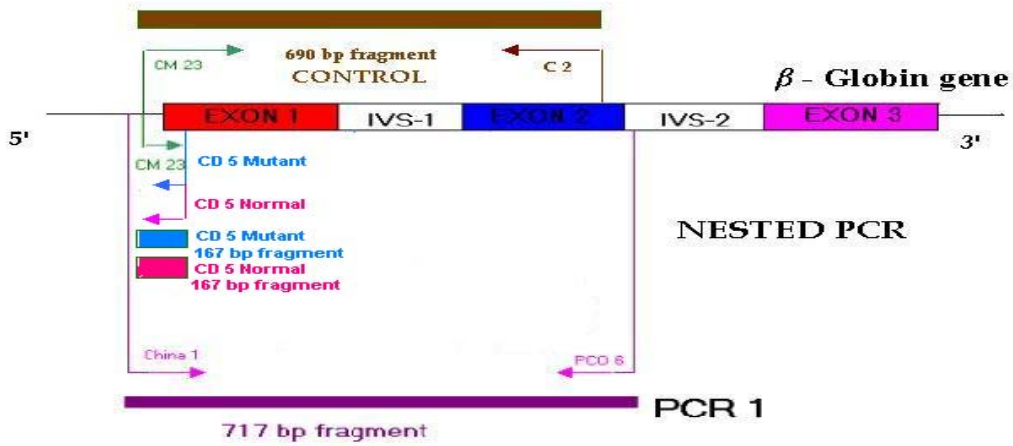 690 bp fragment
CM 23
CONTROL
C 2
β - Globin gene
EXON 1
IVS-1
EXON 2
IVS-2
EXON 3
5'
3'
CM 23
CD 5 Mutant
CD 5 Normal
NESTED PCR
CD 5 Mutant
167 bp fragment
CD 5 Normal
167 bp fragment
China 1
PCO 6
PCR 1
717 bp fragment